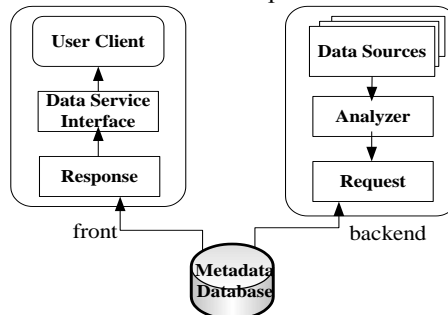 User Client
Data Service
Interface
Response
front
Data Sources
Analyzer
Request
backend
Metadata
Database